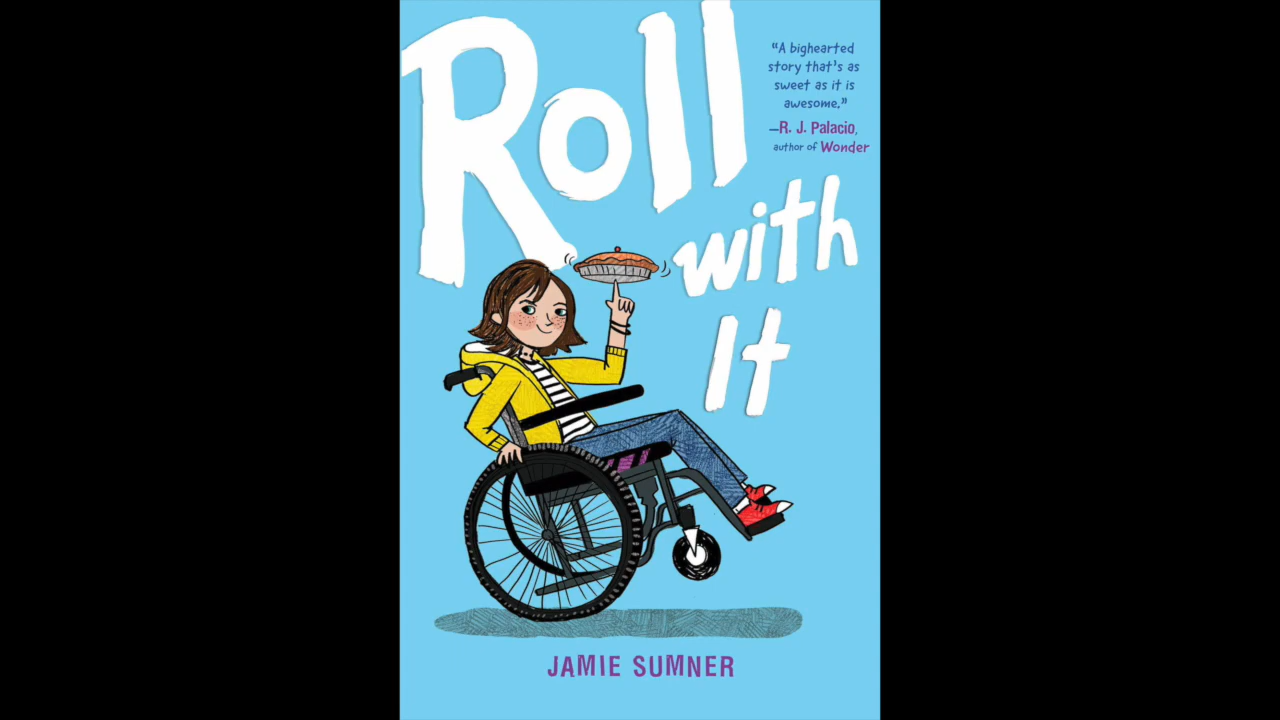 Roll
with
It
“A bighearted
story that’s as
sweet as it is
awesome.”
—R. J. Palacio,
author of Wonder
JAMIE SUMNER